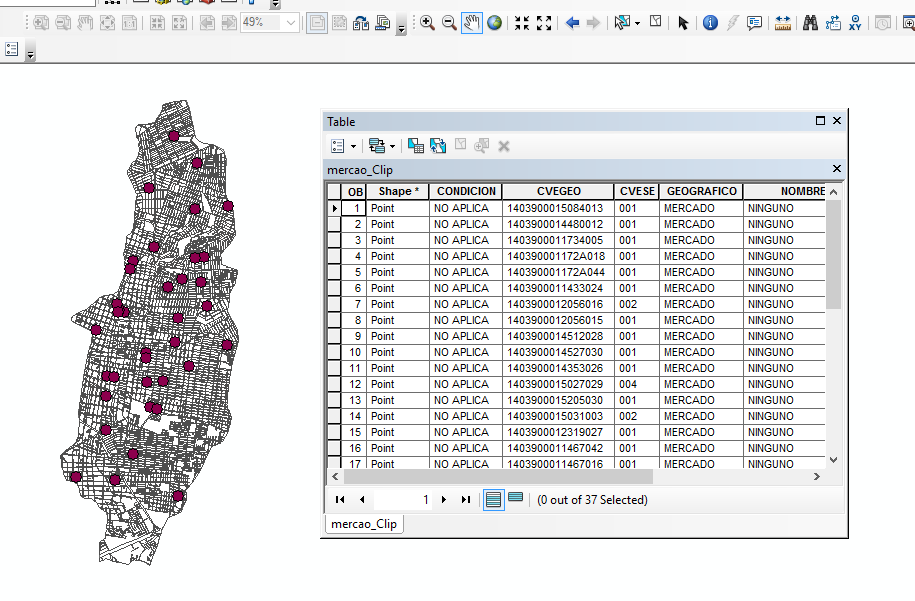 49%
XY
Table
mercao_Clip
OB Shape * CONDICION CVEGEO CVESE GEOGRAFICO NOMBRE
1 Point NO APLICA 1403900015084013 001 MERCADO NINGUNO
2 Point NO APLICA 1403900014480012 001 MERCADO NINGUNO
3 Point NO APLICA 1403900011734005 001 MERCADO NINGUNO
4 Point NO APLICA 140390001172A018 001 MERCADO NINGUNO
5 Point NO APLICA 140390001172A044 001 MERCADO NINGUNO
6 Point NO APLICA 1403900011433024 001 MERCADO NINGUNO
7 Point NO APLICA 1403900012056016 002 MERCADO NINGUNO
8 Point NO APLICA 1403900012056015 001 MERCADO NINGUNO
9 Point NO APLICA 1403900014512028 001 MERCADO NINGUNO
10 Point NO APLICA 1403900014527030 001 MERCADO NINGUNO
11 Point NO APLICA 1403900014353026 001 MERCADO NINGUNO
12 Point NO APLICA 1403900015027029 004 MERCADO NINGUNO
13 Point NO APLICA 1403900015205030 001 MERCADO NINGUNO
14 Point NO APLICA 1403900015031003 002 MERCADO NINGUNO
15 Point NO APLICA 1403900012319027 001 MERCADO NINGUNO
16 Point NO APLICA 1403900011467042 001 MERCADO NINGUNO
17 Point NO APLICA 1403900011467016 001 MERCADO NINGUNO
1 (0 out of 37 Selected)
mercao_Clip